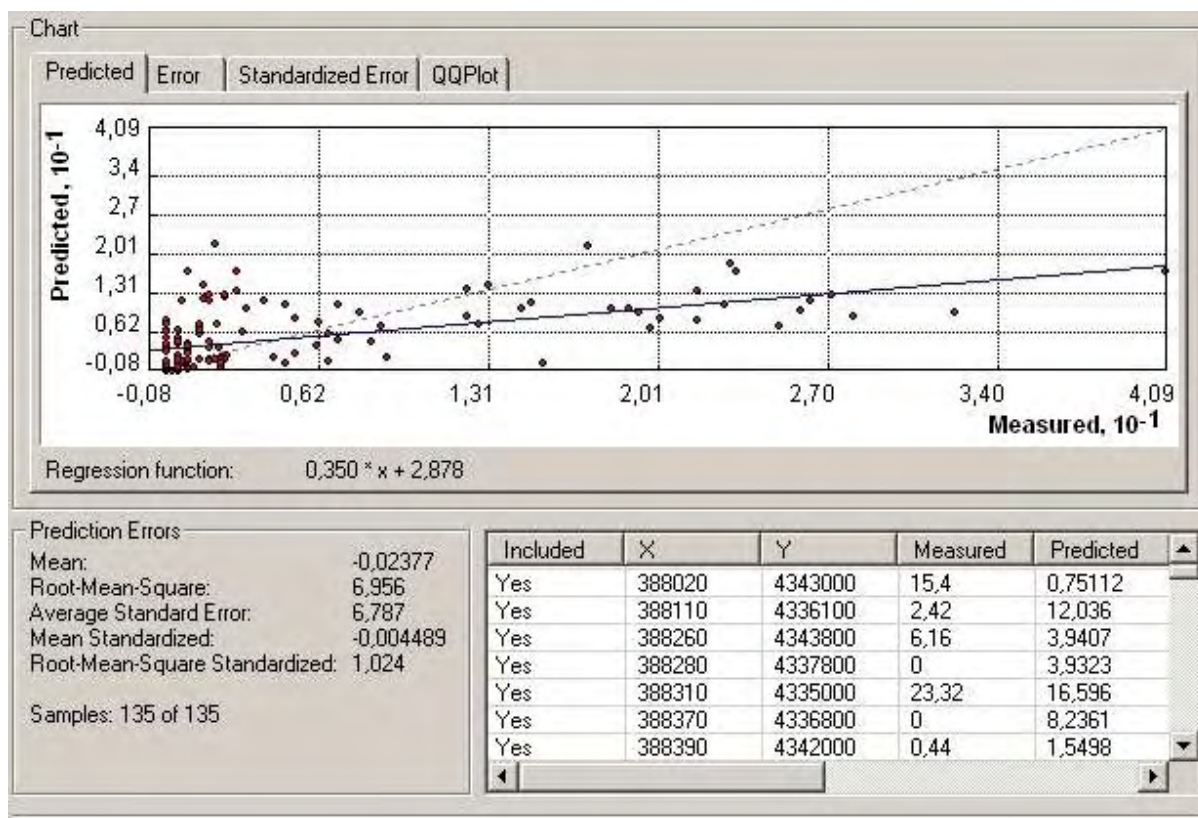 Chart
Predicted Error Standardized Error QQPlot
Predicted, 10-1
4,09
3,4
2,7
2,01
1,31
0,62
-0,08
-0,08 0,62 1,31 2,01 2,70 3,40 4,09
Measured, 10-1
Regression function: 0,350 * x + 2,878
Prediction Errors
Mean: -0,02377
Root-Mean-Square: 6,956
Average Standard Error: 6,787
Mean Standardized: -0,004489
Root-Mean-Square Standardized: 1,024
Samples: 135 of 135
Included X Y Measured Predicted
Yes 388020 4343000 15,4 0,75112
Yes 388110 4336100 2,42 12,036
Yes 388260 4343800 6,16 3,9407
Yes 388280 4337800 0 3,9323
Yes 388310 4335000 23,32 16,596
Yes 388370 4336800 0 8,2361
Yes 388390 4342000 0,44 1,5498